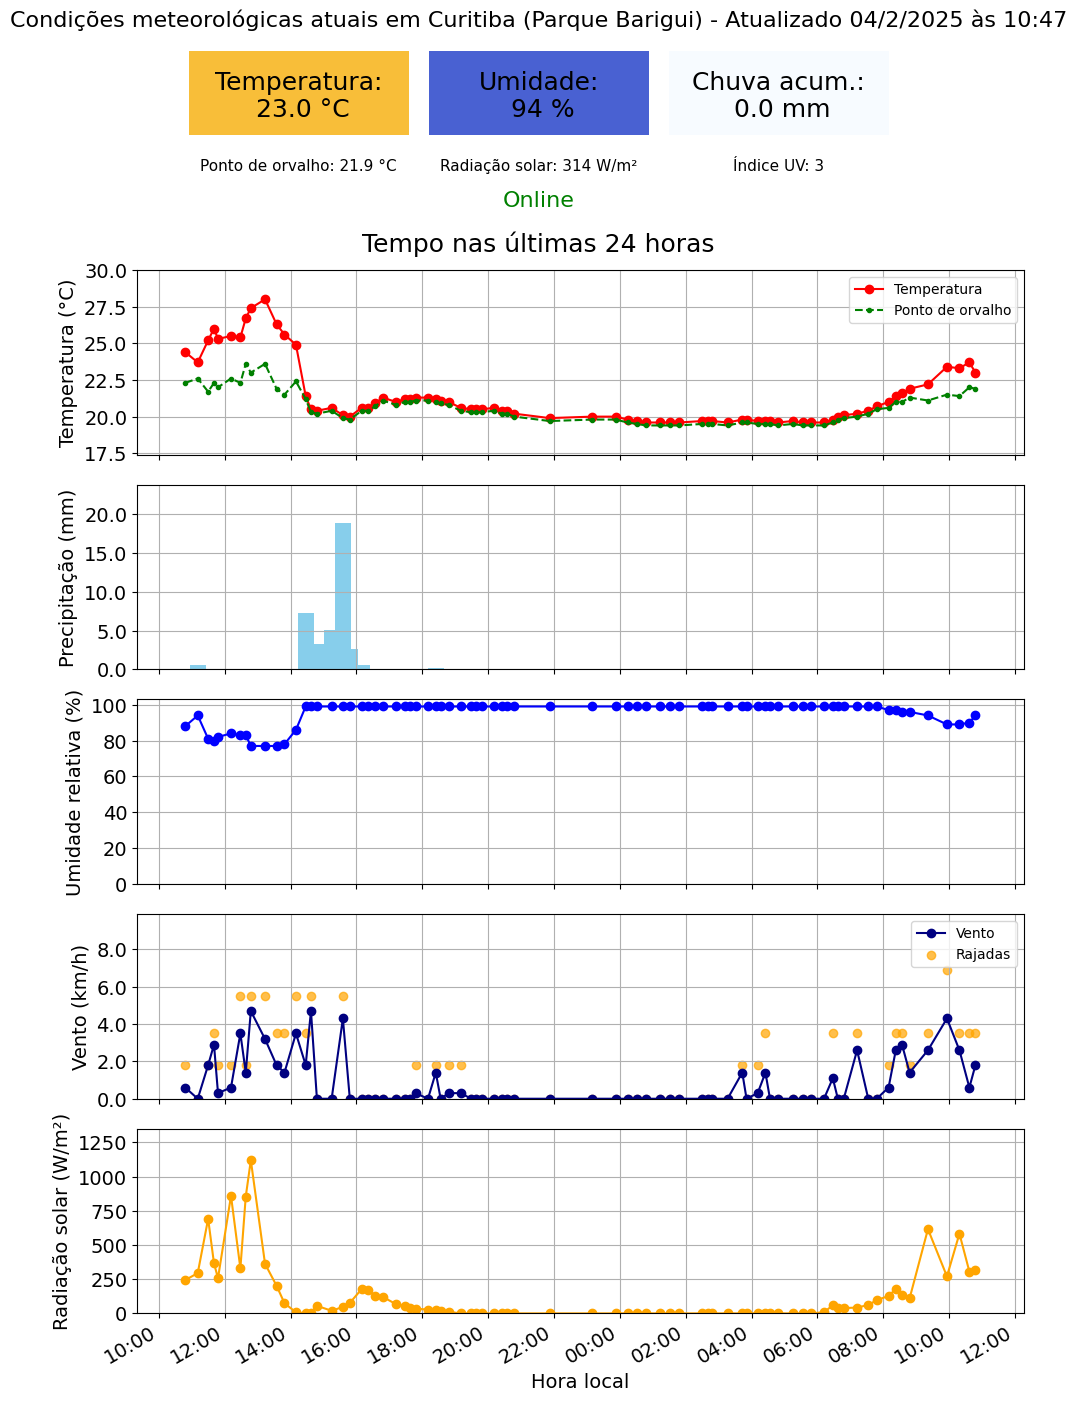 Condições meteorológicas atuais em Curitiba (Parque Barigui) - Atualizado 04/2/2025 às 10:47
Temperatura:
23.0 °C
Umidade:
94 %
Chuva acum.:
0.0 mm
Ponto de orvalho: 21.9 °C
Radiação solar: 314 W/m²
Índice UV: 3
Online
Tempo nas últimas 24 horas
Temperatura (°C)
30.0
27.5
25.0
22.5
20.0
17.5
Temperatura
Ponto de orvalho
Precipitação (mm)
20.0
15.0
10.0
5.0
0.0
Umidade relativa (%)
100
80
60
40
20
0
Vento (km/h)
8.0
6.0
4.0
2.0
0.0
Vento
Rajadas
Radiação solar (W/m²)
1250
1000
750
500
250
0
10:00
12:00
14:00
16:00
18:00
20:00
22:00
00:00
02:00
04:00
06:00
08:00
10:00
12:00
Hora local